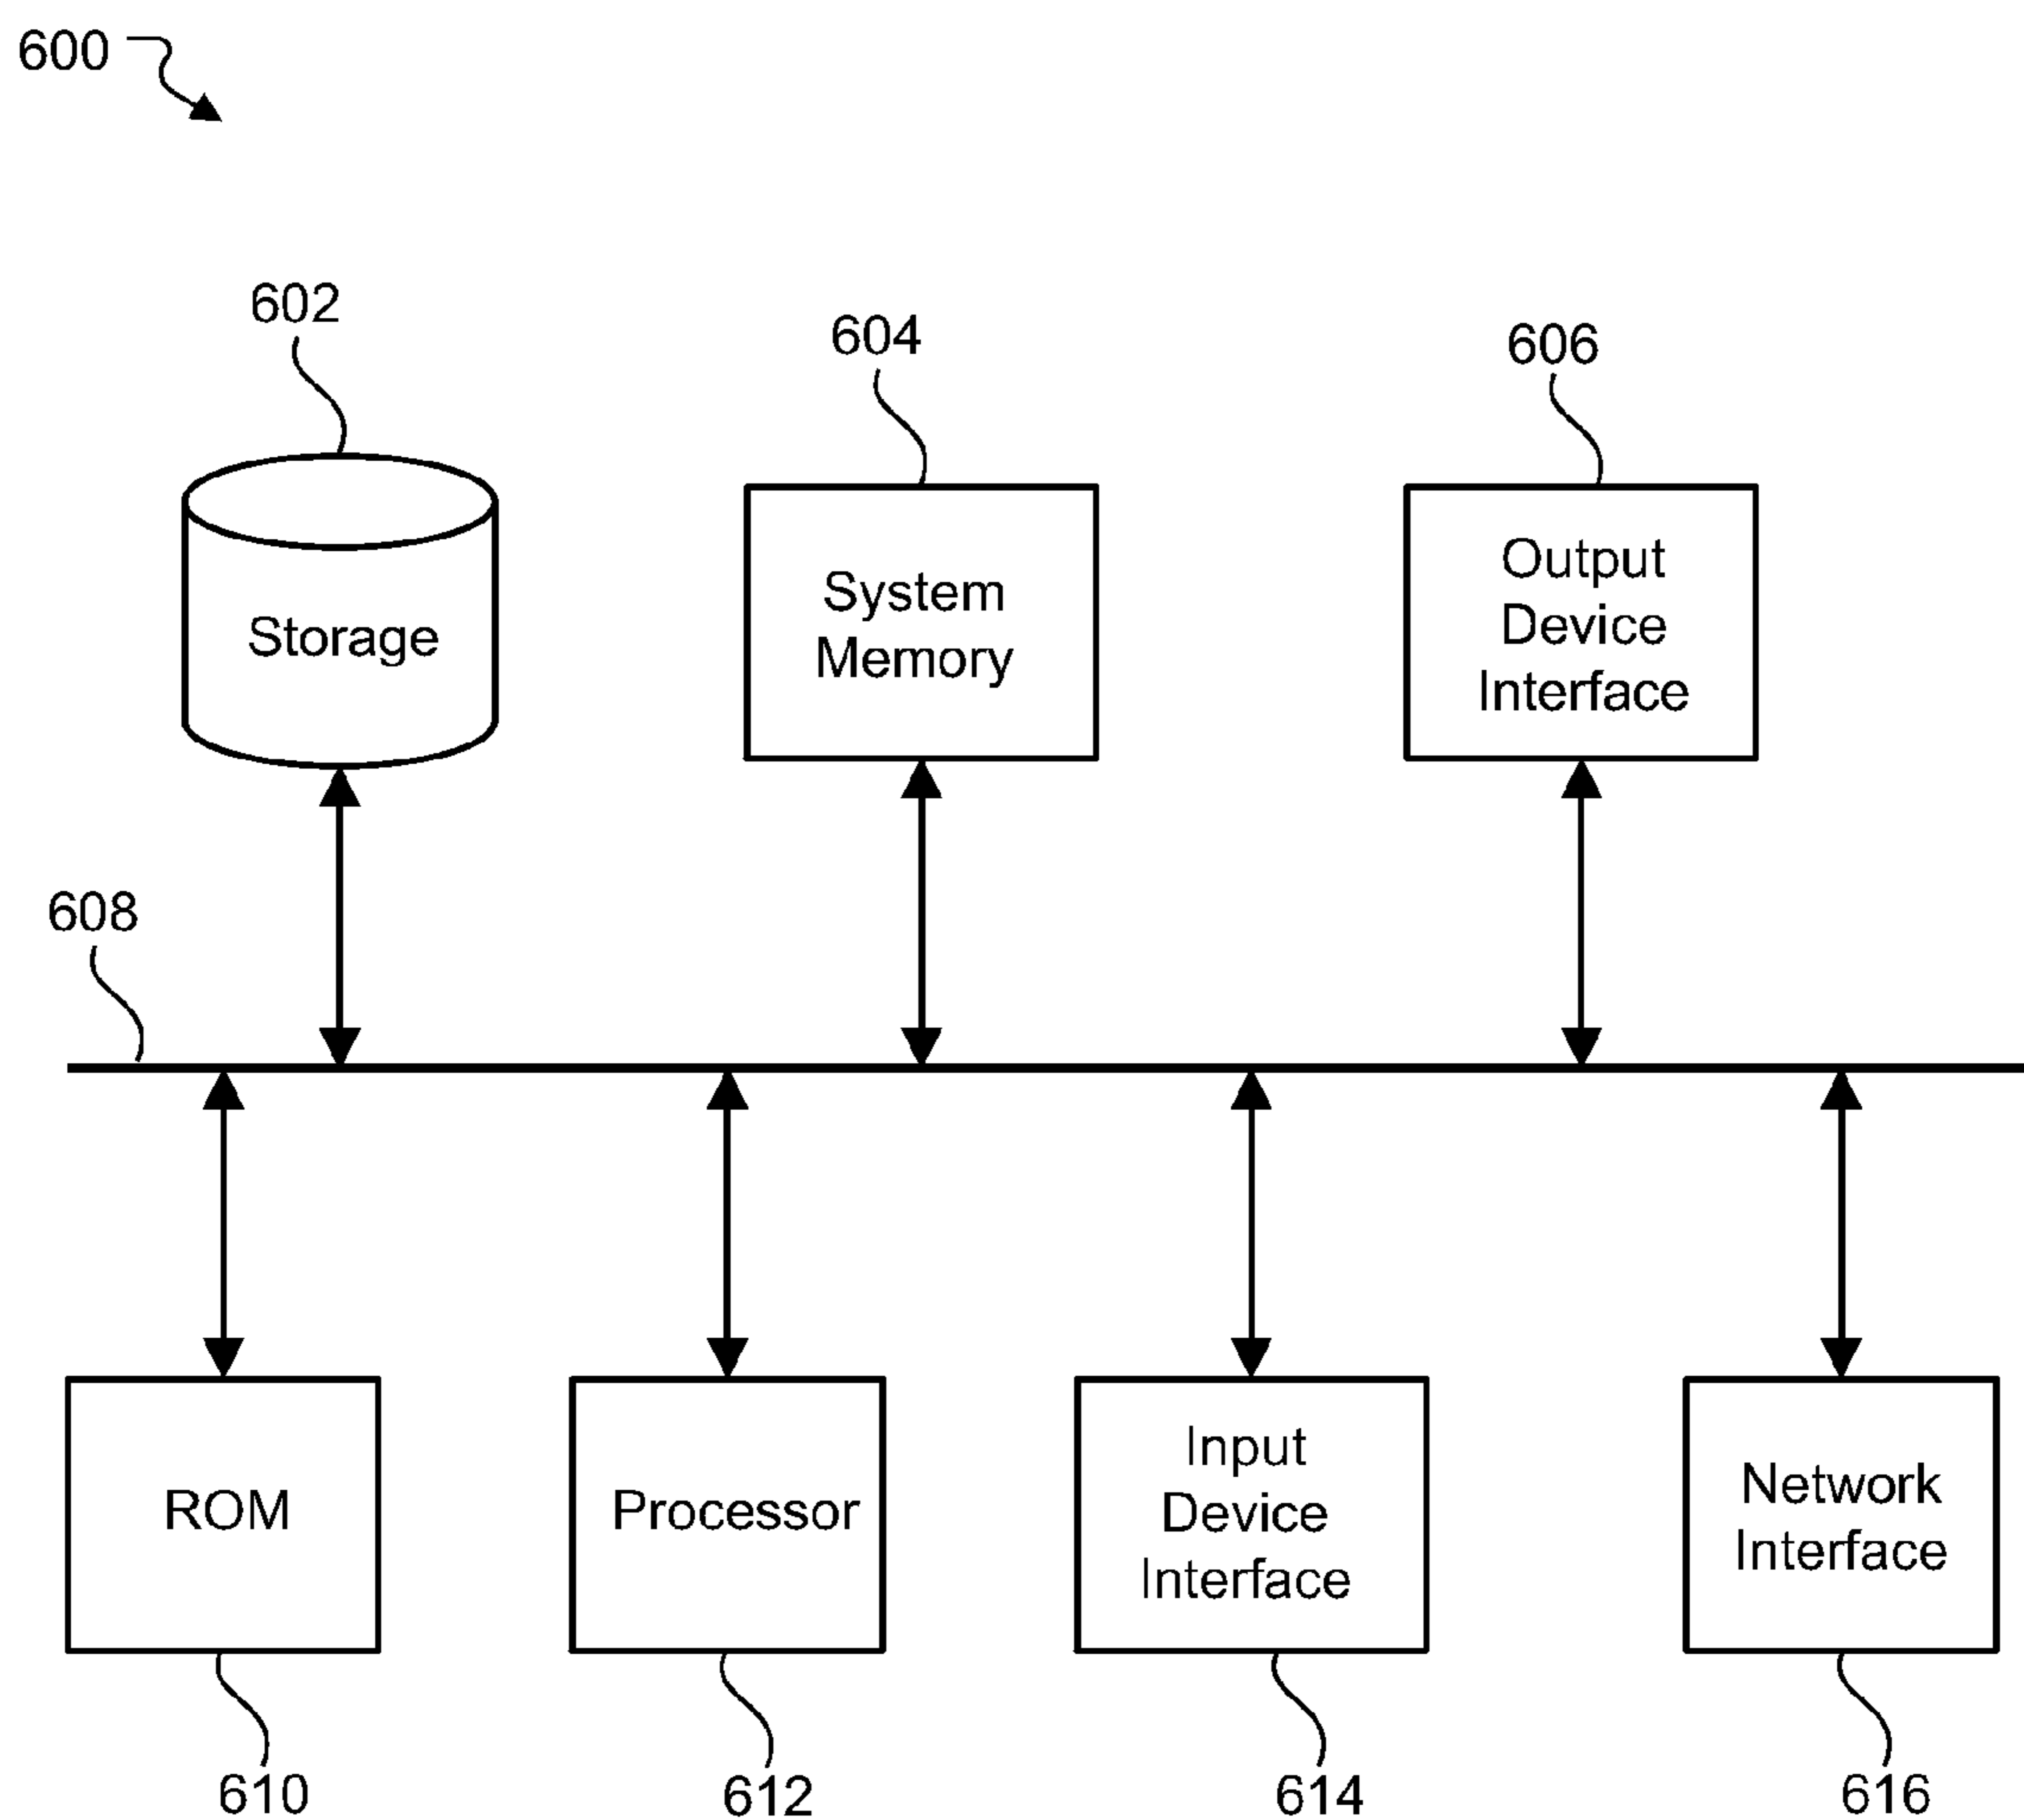 600
602
604
606
Storage
System
Memory
Output
Device
Interface
608
ROM
Processor
Input
Device
Interface
Network
Interface
610
612
614
616